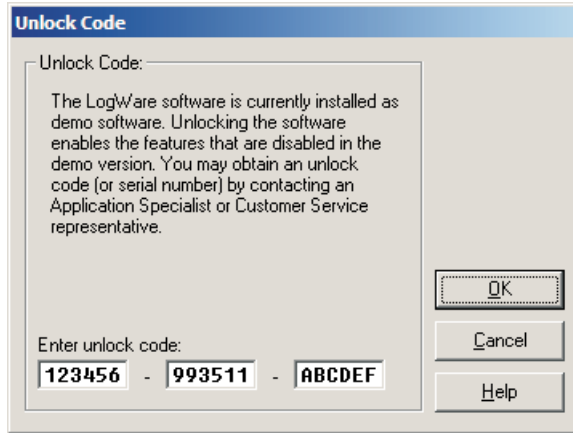 Unlock Code
Unlock Code:
The LogWare software is currently installed as
demo software. Unlocking the software
enables the features that are disabled in the
demo version. You may obtain an unlock
code (or serial number) by contacting an
Application Specialist or Customer Service
representative.
OK
Cancel
Help
Enter unlock code:
123456 - 993511 - ABCDEF